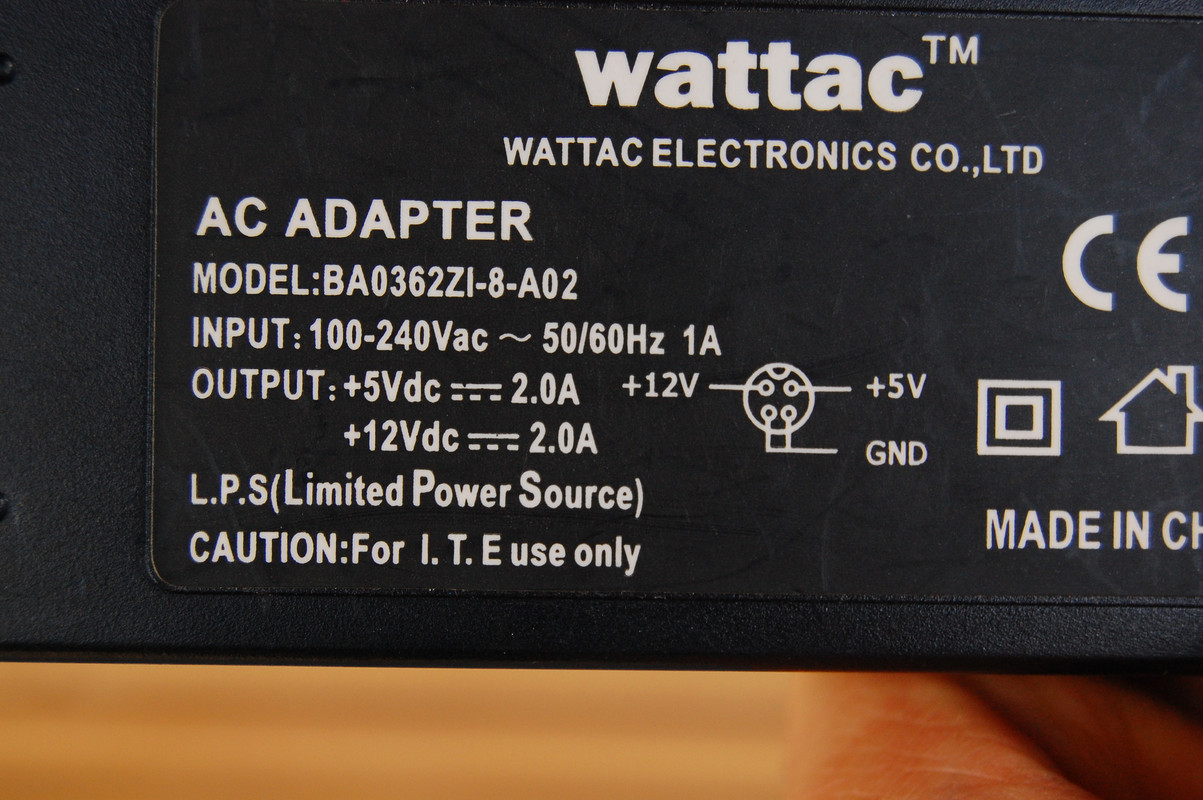 wattac™
WATTAC ELECTRONICS CO.,LTD
AC ADAPTER
MODEL:BA0362ZI-8-A02
INPUT:100-240Vac ~ 50/60Hz 1A
OUTPUT:+5Vdc ⎓ 2.0A
+12Vdc ⎓ 2.0A
+12V +5V
GND
L.P.S(Limited Power Source)
CAUTION:For I.T.E use only
CE
MADE IN CH